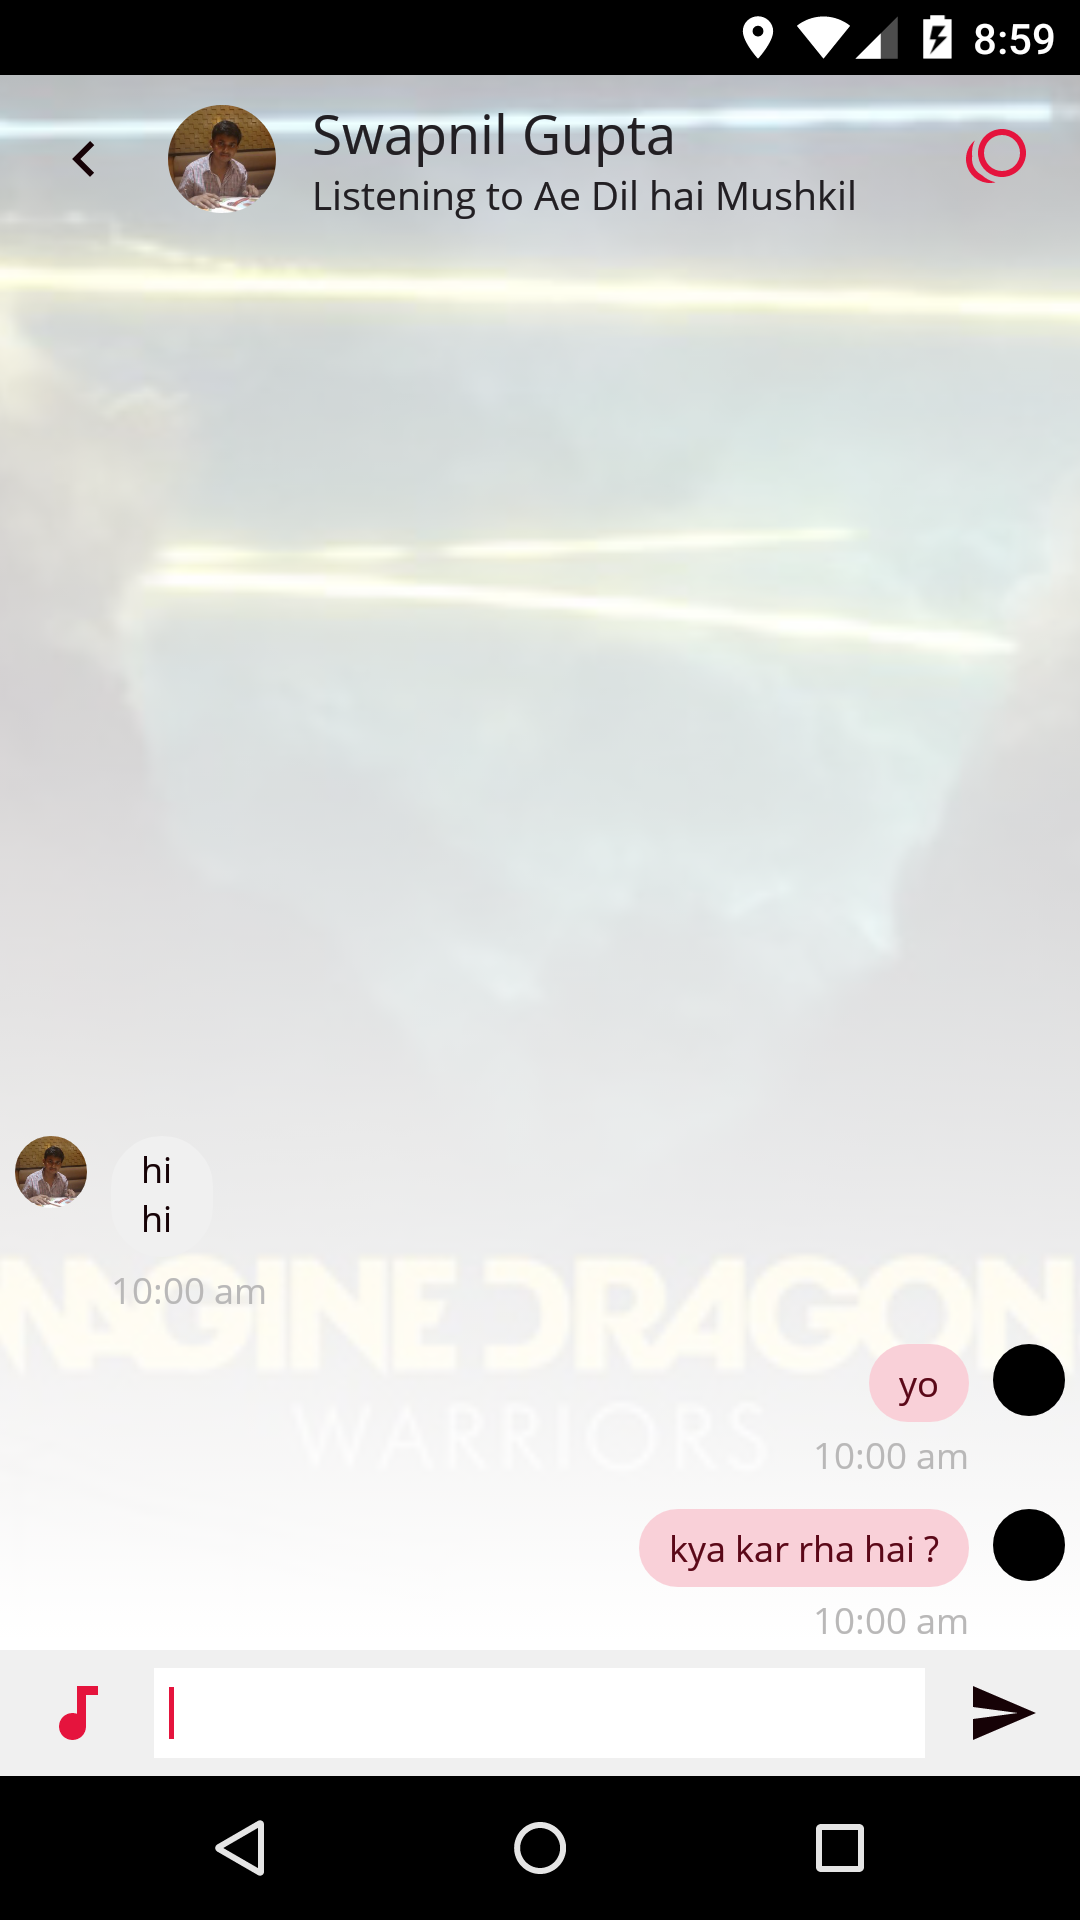 8:59
Swapnil Gupta
Listening to Ae Dil hai Mushkil
hi
hi
10:00 am
MAGINE DRAGON
WARRIORS
yo
10:00 am
kya kar rha hai ?
10:00 am